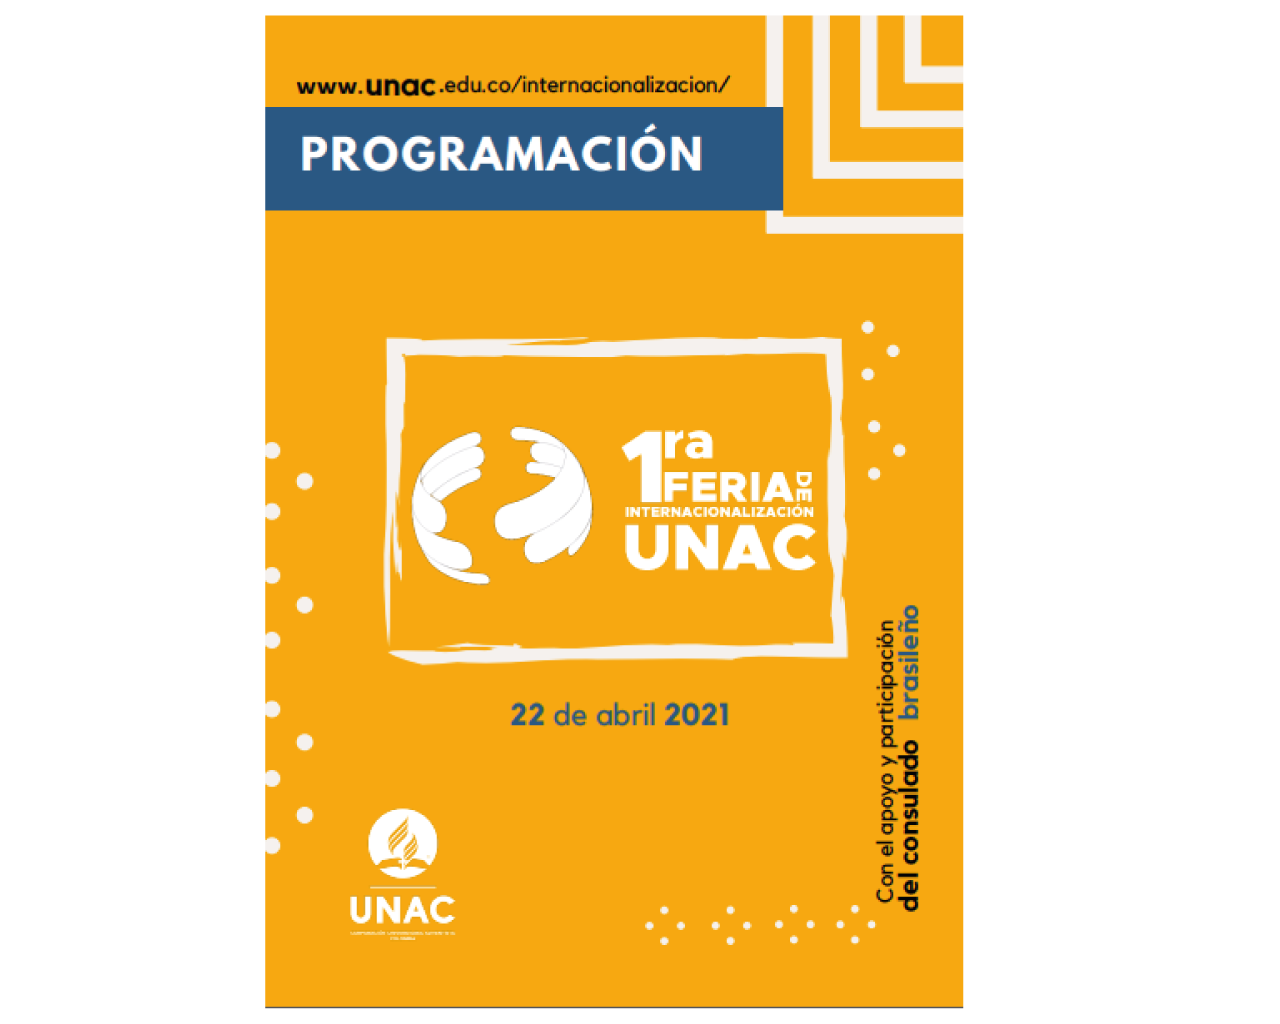 www.unac.edu.co/internacionalizacion/
PROGRAMACIÓN
1ra
FERIA DE
INTERNACIONALIZACIÓN
UNAC
22 de abril 2021
Con el apoyo y participación
del consulado brasileño
UNAC